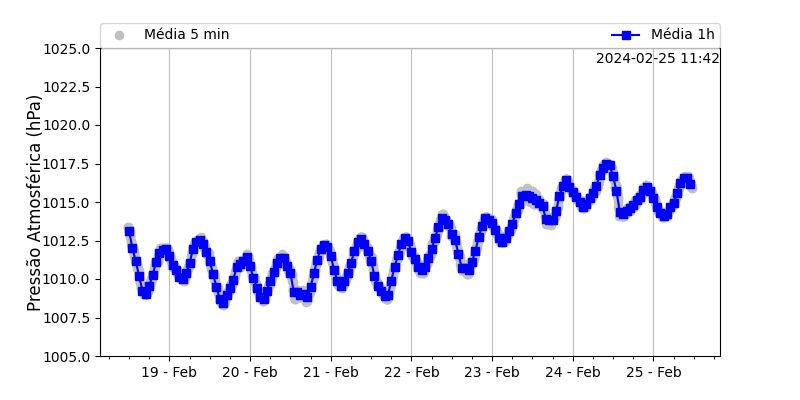 Média 5 min
Média 1h
2024-02-25 11:42
Pressão Atmosférica (hPa)
1025.0
1022.5
1020.0
1017.5
1015.0
1012.5
1010.0
1007.5
1005.0
19 - Feb
20 - Feb
21 - Feb
22 - Feb
23 - Feb
24 - Feb
25 - Feb